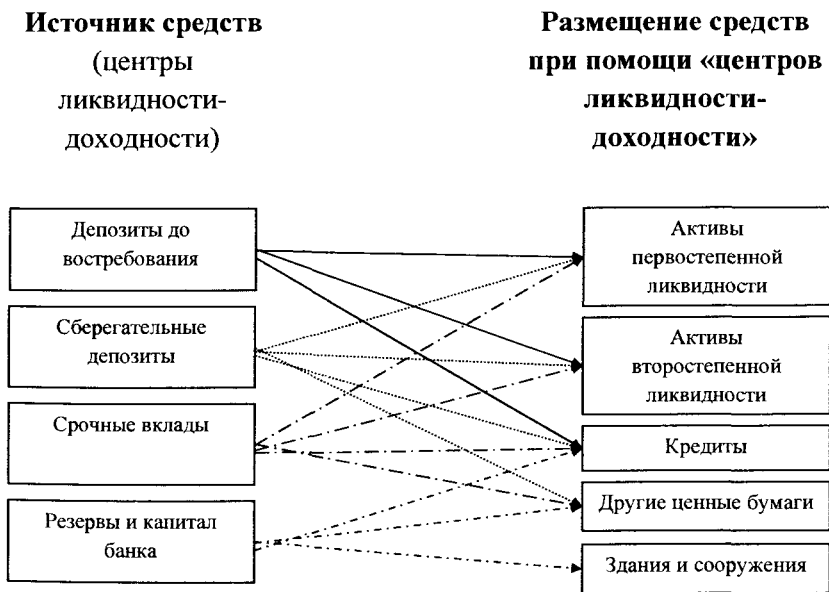 Источник средств
(центры
ликвидности-
доходности)
Размещение средств
при помощи «центров
ликвидности-
доходности»
Депозиты до
востребования
Сберегательные
депозиты
Срочные вклады
Резервы и капитал
банка
Активы
первостепенной
ликвидности
Активы
второстепенной
ликвидности
Кредиты
Другие ценные бумаги
Здания и сооружения